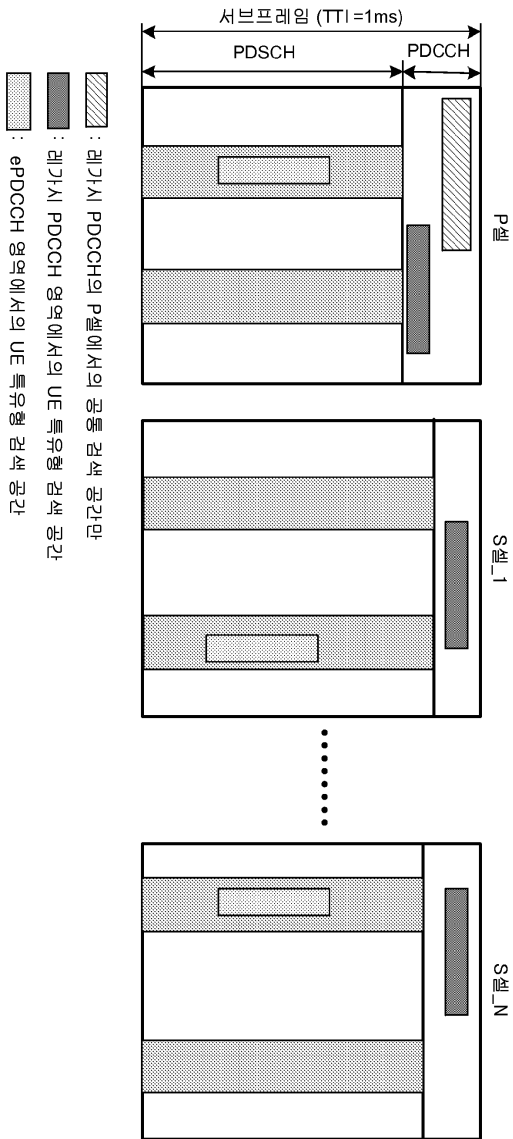 서브프레임 (TTI=1ms)
PDSCH
PDCCH
P셀
S셀_1
S셀_N
: 레가시 PDCCH의 P셀에서의 공통 검색 공간만
: 레가시 PDCCH 영역에서의 UE 특유형 검색 공간
: ePDCCH 영역에서의 UE 특유형 검색 공간